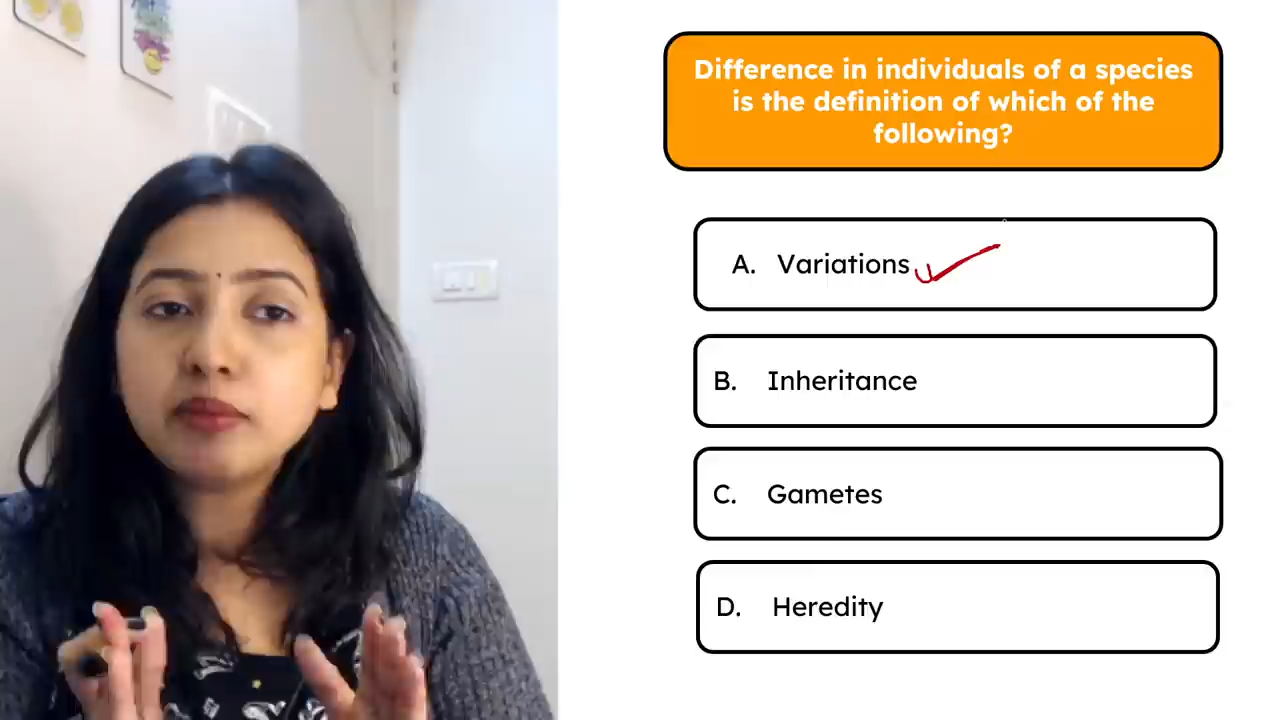 Difference in individuals of a species
is the definition of which of the
following?
A. Variations
B. Inheritance
C. Gametes
D. Heredity